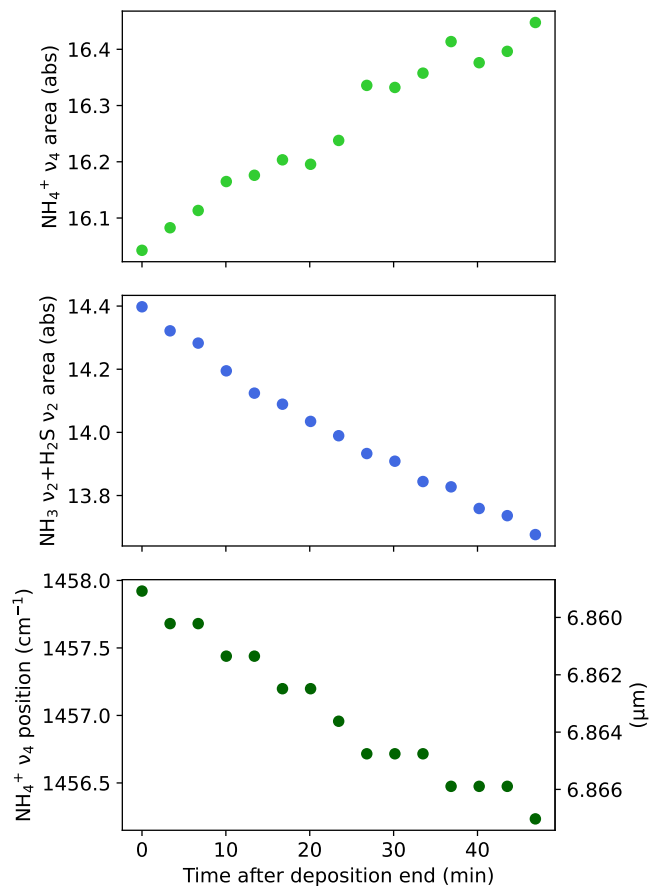 NH₄⁺ ν₄ area (abs)
16.4
16.3
16.2
16.1
NH₃ ν₂+H₂S ν₂ area (abs)
14.4
14.2
14.0
13.8
NH₄⁺ ν₄ position (cm⁻¹)
1458.0
1457.5
1457.0
1456.5
6.860
6.862
6.864
6.866
(μm)
0 10 20 30 40
Time after deposition end (min)